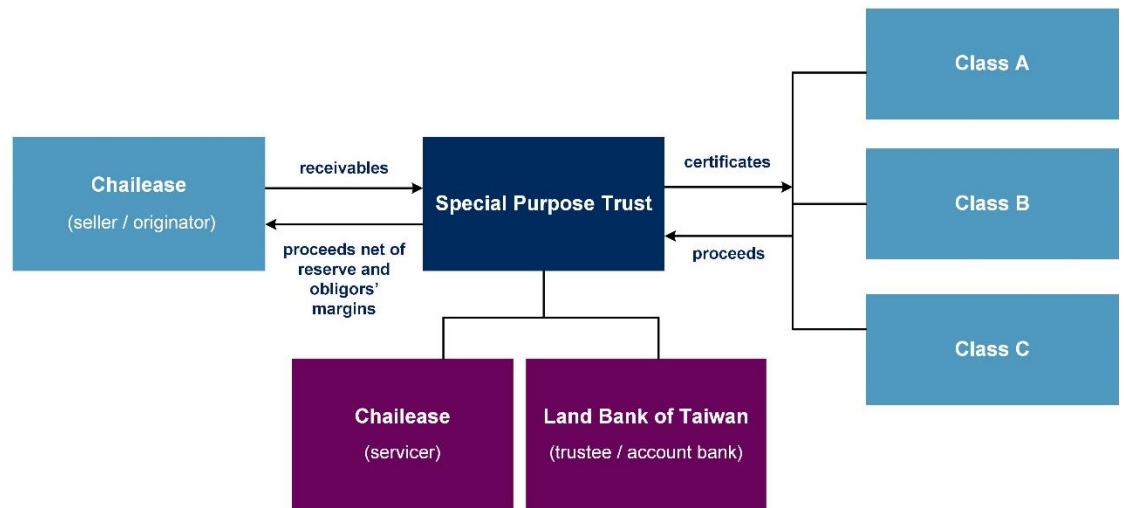 Chailease
(seller / originator)
receivables
proceeds net of
reserve and
obligors'
margins
Special Purpose Trust
certificates
proceeds
Class A
Class B
Class C
Chailease
(servicer)
Land Bank of Taiwan
(trustee / account bank)